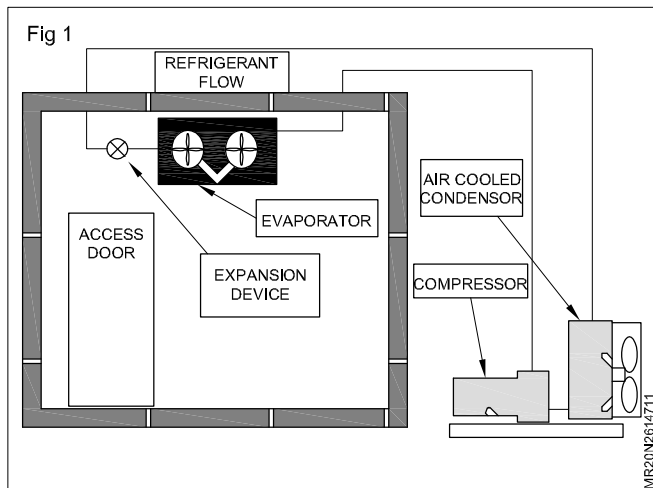 Fig 1
REFRIGERANT
FLOW
AIR COOLED
CONDENSOR
EVAPORATOR
ACCESS
DOOR
EXPANSION
DEVICE
COMPRESSOR
MR20N2614711